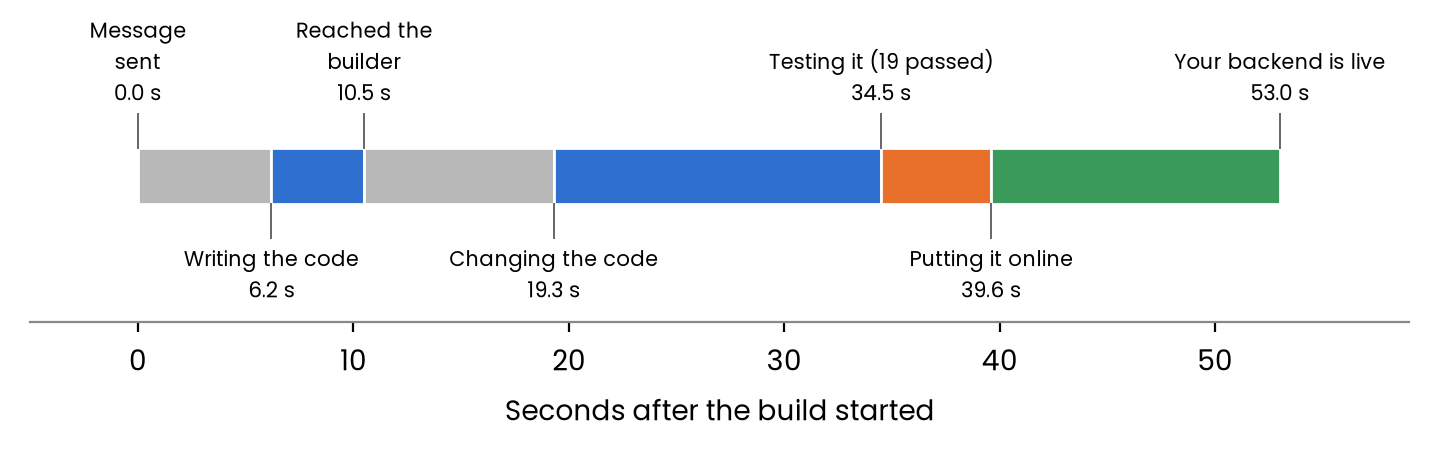 Message
sent
0.0 s
Reached the
builder
10.5 s
Testing it (19 passed)
34.5 s
Your backend is live
53.0 s
Writing the code
6.2 s
Changing the code
19.3 s
Putting it online
39.6 s
0 10 20 30 40 50
Seconds after the build started